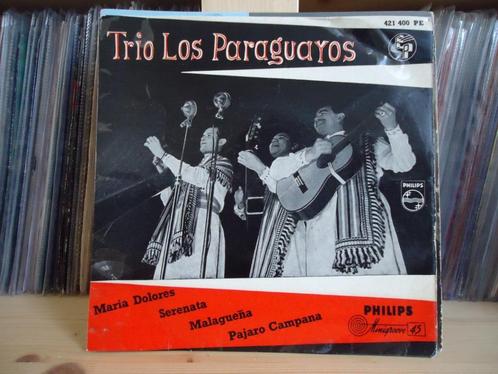 421 400 PE
Trio Los Paraguayos
PHILIPS
Maria Dolores
Serenata
Malagueña
Pajaro Campana
PHILIPS
Minigroove 45